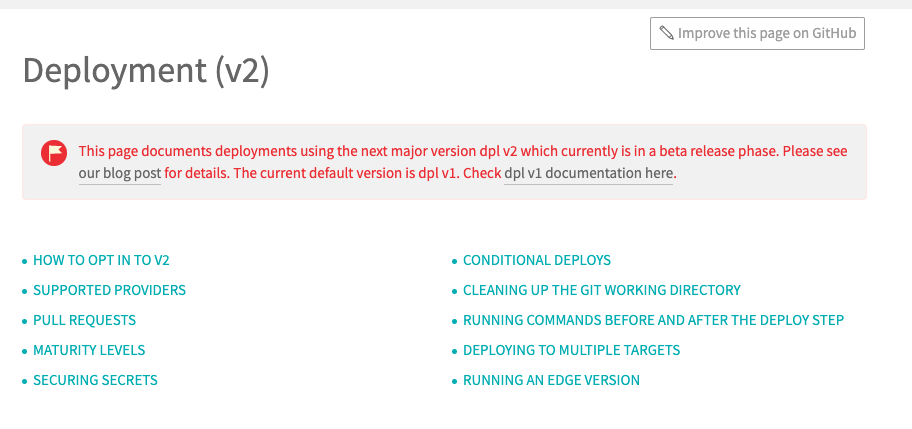 Improve this page on GitHub
Deployment (v2)
This page documents deployments using the next major version dpl v2 which currently is in a beta release phase. Please see
our blog post for details. The current default version is dpl v1. Check dpl v1 documentation here.
HOW TO OPT IN TO V2
SUPPORTED PROVIDERS
PULL REQUESTS
MATURITY LEVELS
SECURING SECRETS
CONDITIONAL DEPLOYS
CLEANING UP THE GIT WORKING DIRECTORY
RUNNING COMMANDS BEFORE AND AFTER THE DEPLOY STEP
DEPLOYING TO MULTIPLE TARGETS
RUNNING AN EDGE VERSION